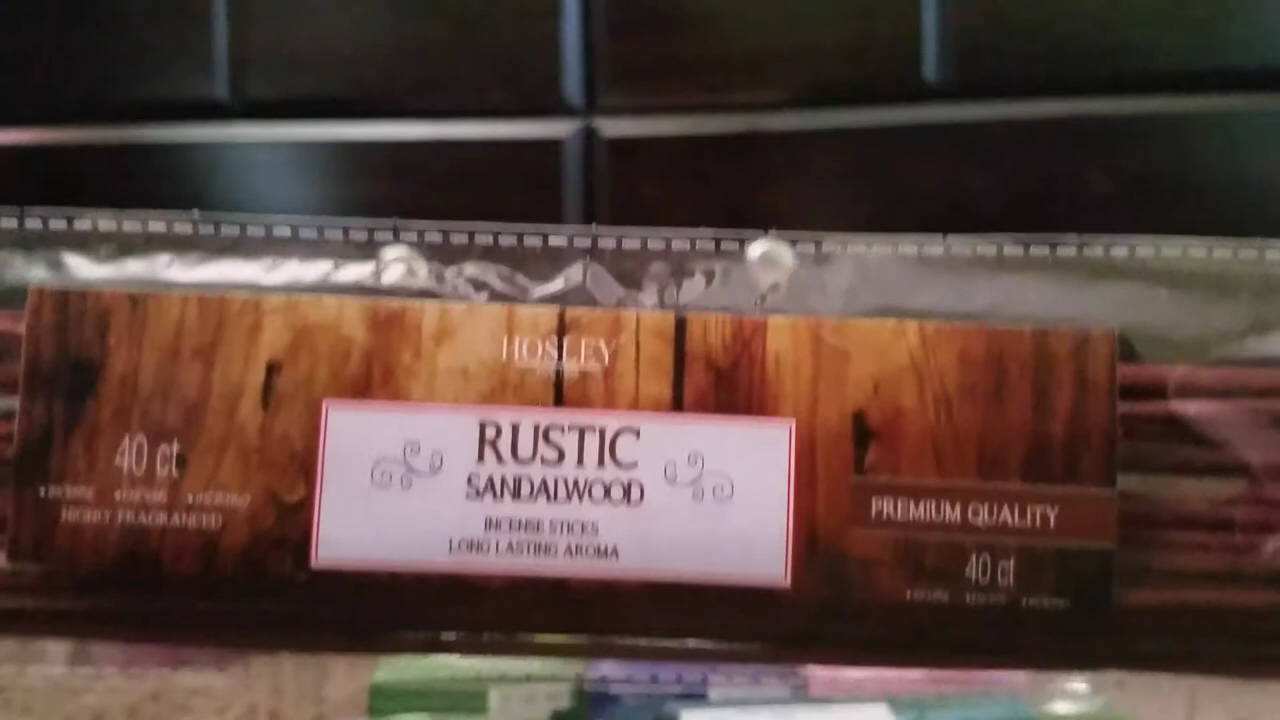 HOSLEY
40 ct
HIGHLY FRAGRANCED
RUSTIC
SANDALWOOD
INCENSE STICKS
LONG LASTING AROMA
PREMIUM QUALITY
40 ct